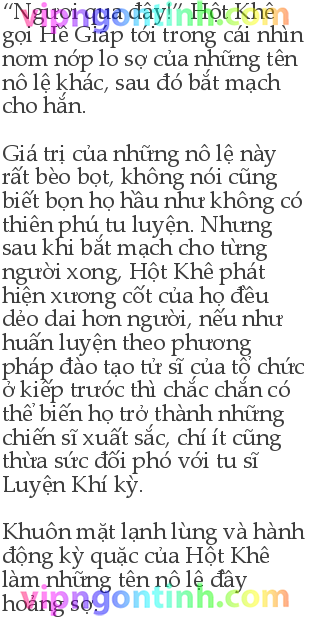 “Ngươi qua đây!” Hột Khê
gọi Hề Giáp tới trong cái nhìn
nơm nớp lo sợ của những tên
nô lệ khác, sau đó bắt mạch
cho hắn.

Giá trị của những nô lệ này
rất bèo bọt, không nói cũng
biết bọn họ hầu như không có
thiên phú tu luyện. Nhưng
sau khi bắt mạch cho từng
người xong, Hột Khê phát
hiện xương cốt của họ đều
dẻo dai hơn người, nếu như
huấn luyện theo phương
pháp đào tạo tử sĩ của tổ chức
ở kiếp trước thì chắc chắn có
thể biến họ trở thành những
chiến sĩ xuất sắc, chí ít cũng
thừa sức đối phó với tu sĩ
Luyện Khí kỳ.

Khuôn mặt lạnh lùng và hành
động kỳ quặc của Hột Khê
làm những tên nô lệ đầy
hoảng sợ.
vipngontinh.com
vipngontinh.com